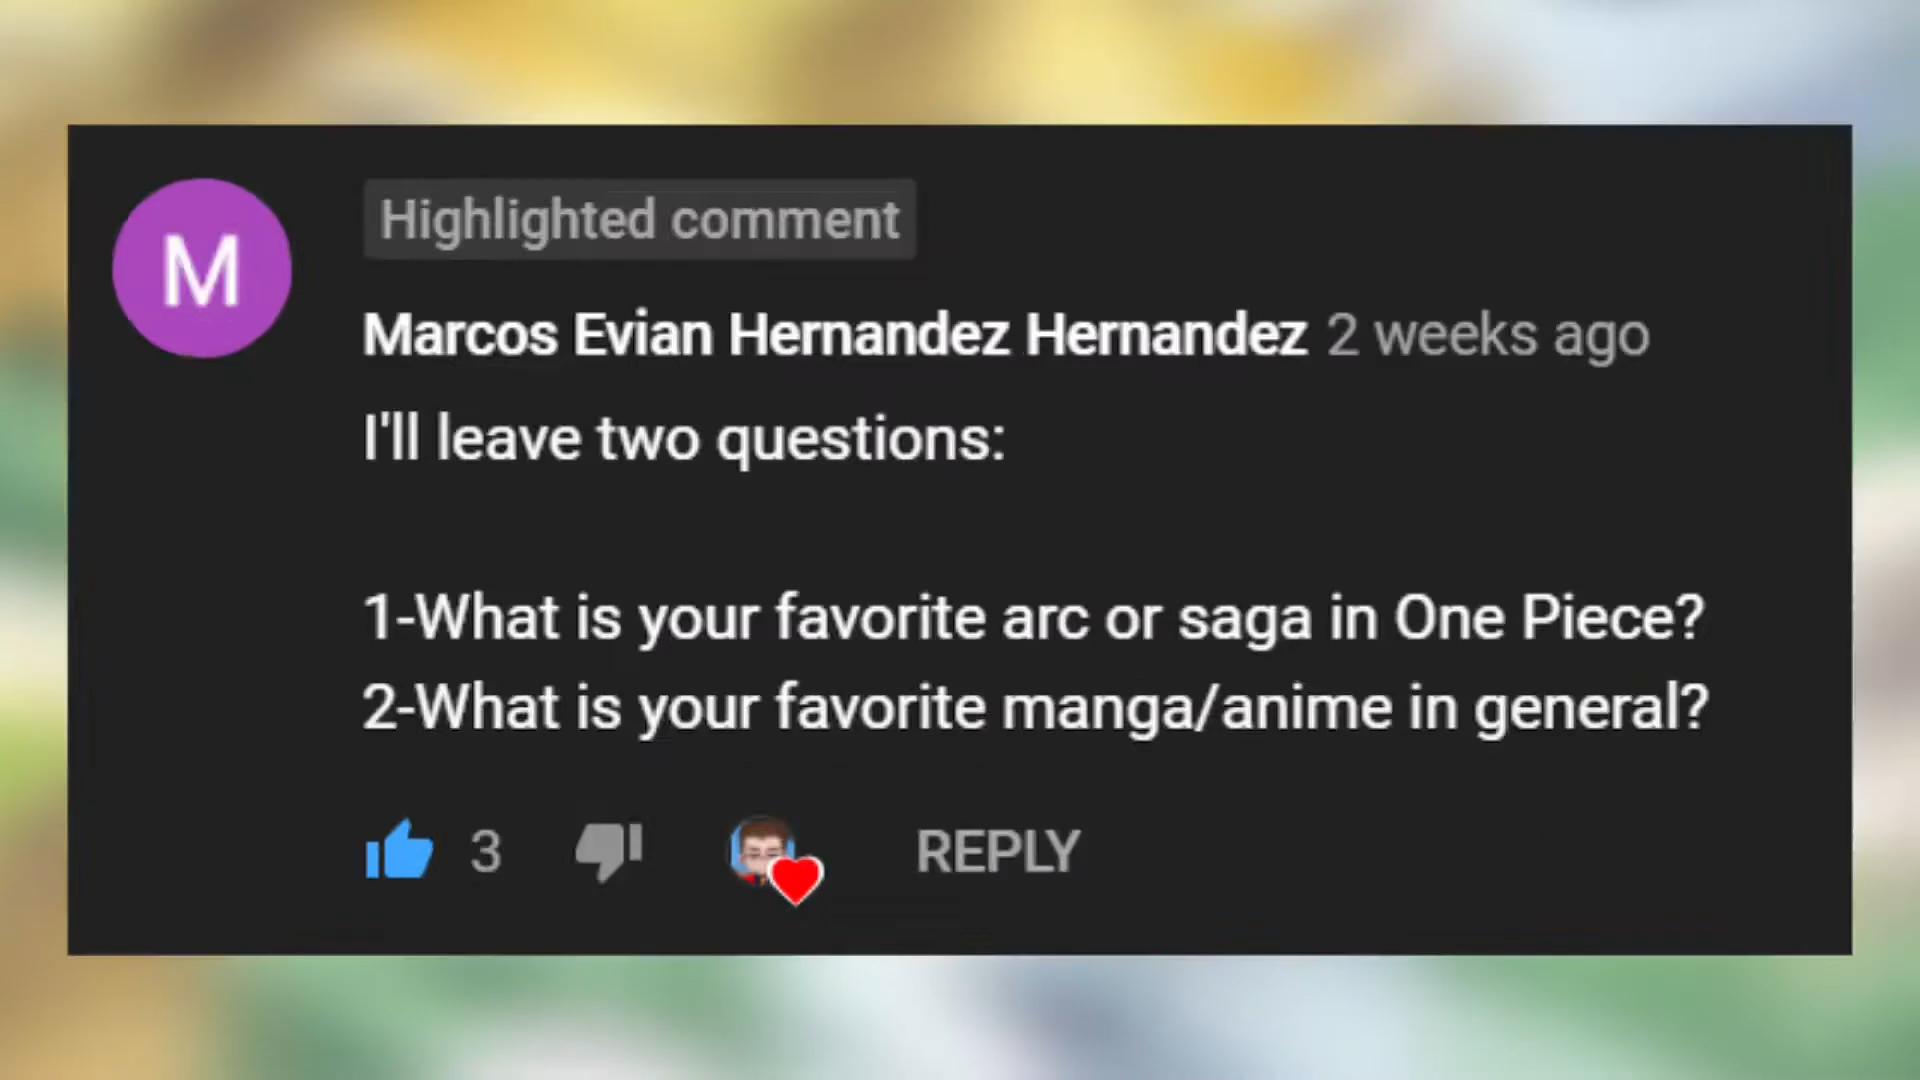 M
Highlighted comment
Marcos Evian Hernandez Hernandez 2 weeks ago
I'll leave two questions:
1-What is your favorite arc or saga in One Piece?
2-What is your favorite manga/anime in general?
3 REPLY